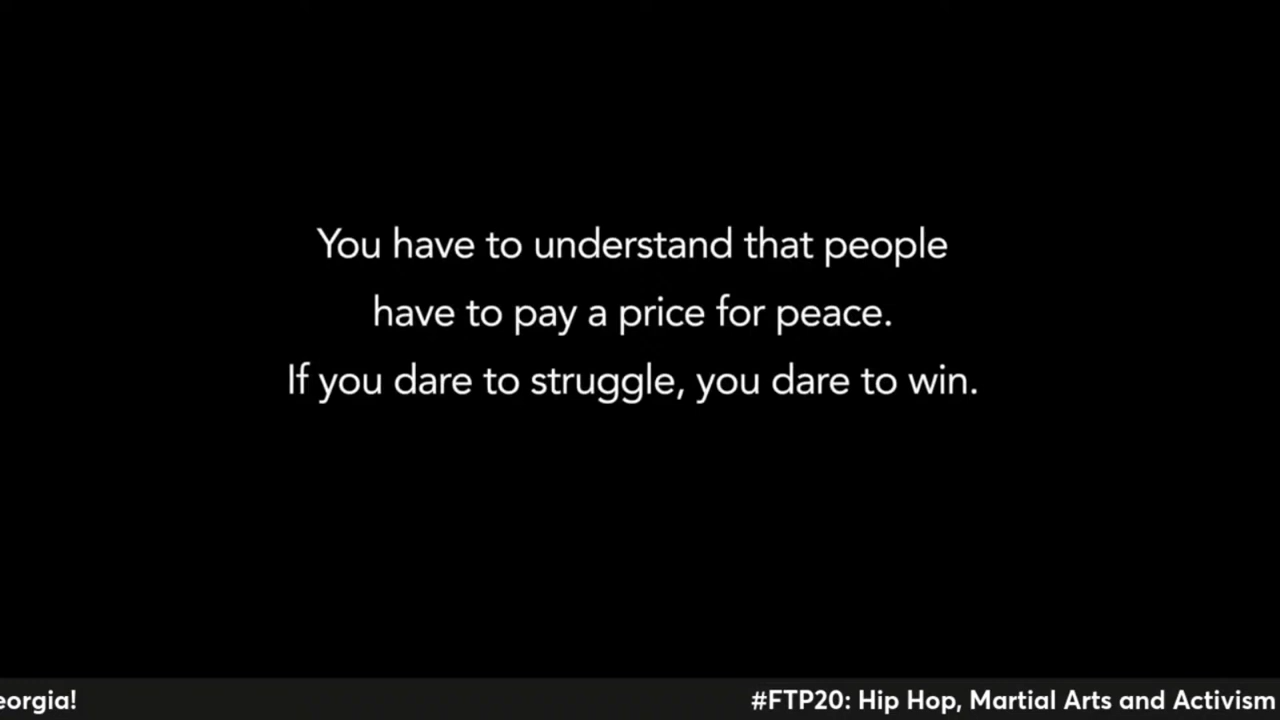 You have to understand that people
have to pay a price for peace.
If you dare to struggle, you dare to win.
eorgia! #FTP20: Hip Hop, Martial Arts and Activism